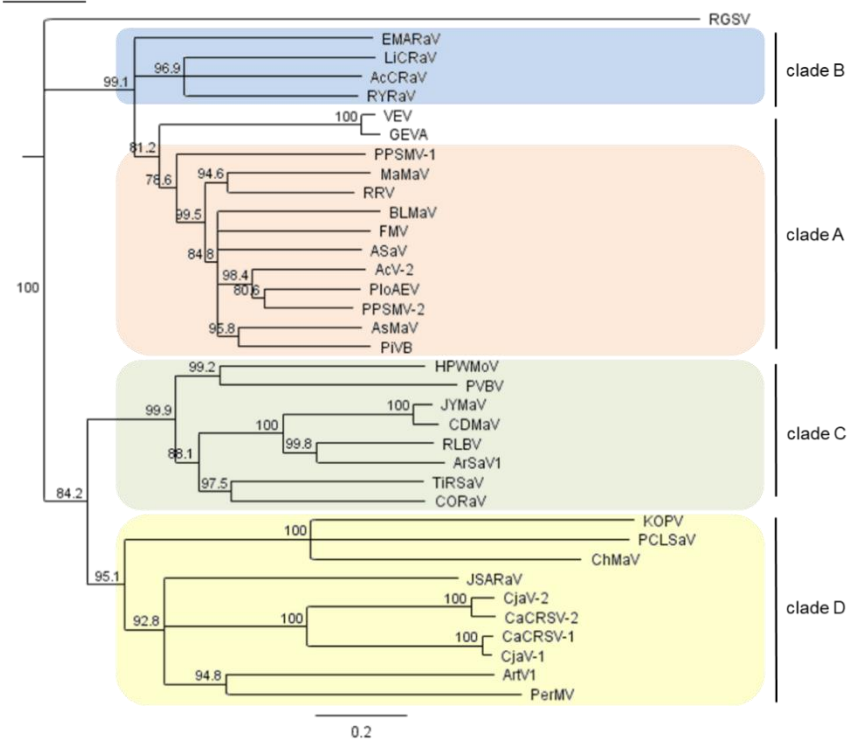 RGSV
EMARaV
LiCRaV
96.9
AcCRaV
clade B
99.1
RYRaV
VEV
100
GEVA
81.2
PPSMV-1
78.6
94.6
MaMaV
RRV
99.5
BLMaV
FMV
clade A
84.8
ASaV
98.4
AcV-2
80.6
PloAEV
100
PPSMV-2
95.8
AsMaV
PiVB
99.2
HPWMoV
PVBV
99.9
100
JYMaV
100
CDMaV
clade C
88.1
99.8
RLBV
ArSaV1
97.5
TiRSaV
84.2
CORaV
100
KOPV
PCLSaV
ChMaV
95.1
JSARaV
100
CjaV-2
92.8
100
CaCRSV-2
clade D
100
CaCRSV-1
CjaV-1
94.8
ArtV1
PerMV
0.2